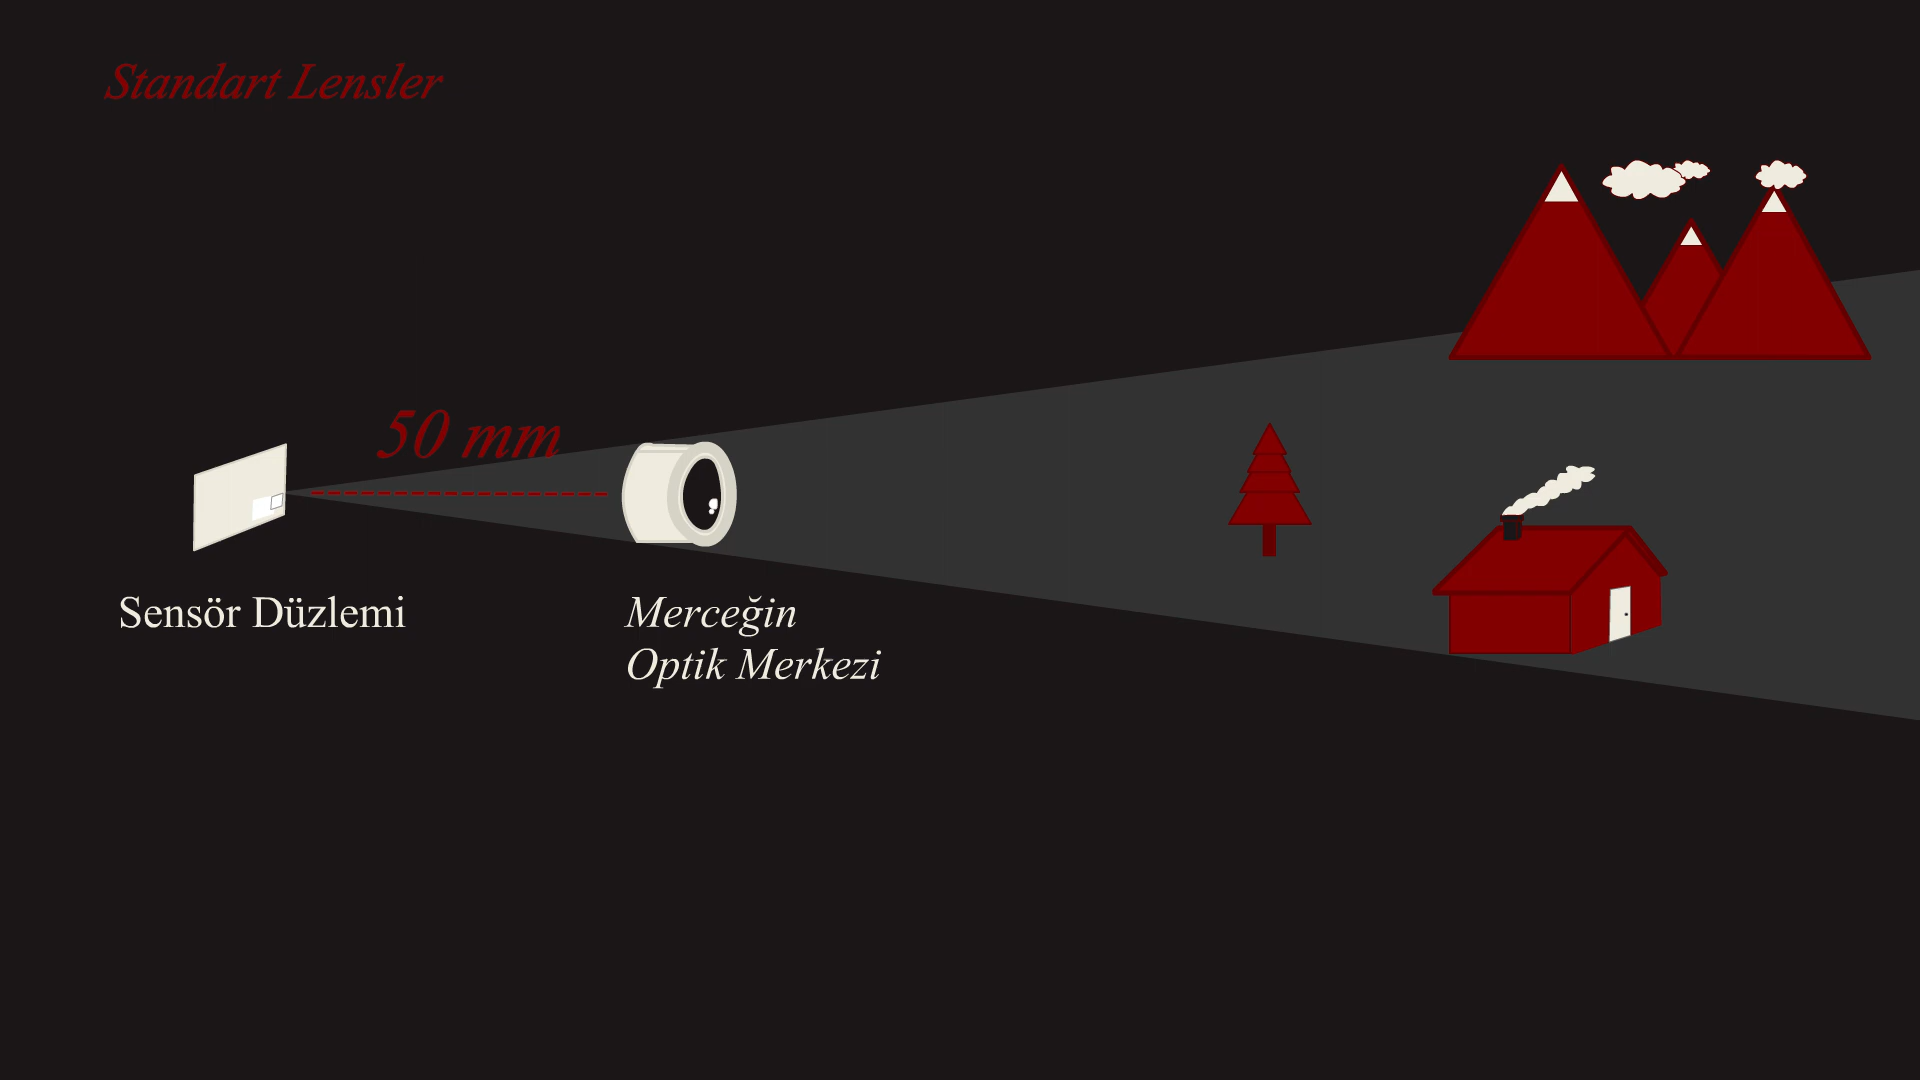 Standart Lensler
50 mm
Sensör Düzlemi
Merceğin
Optik Merkezi